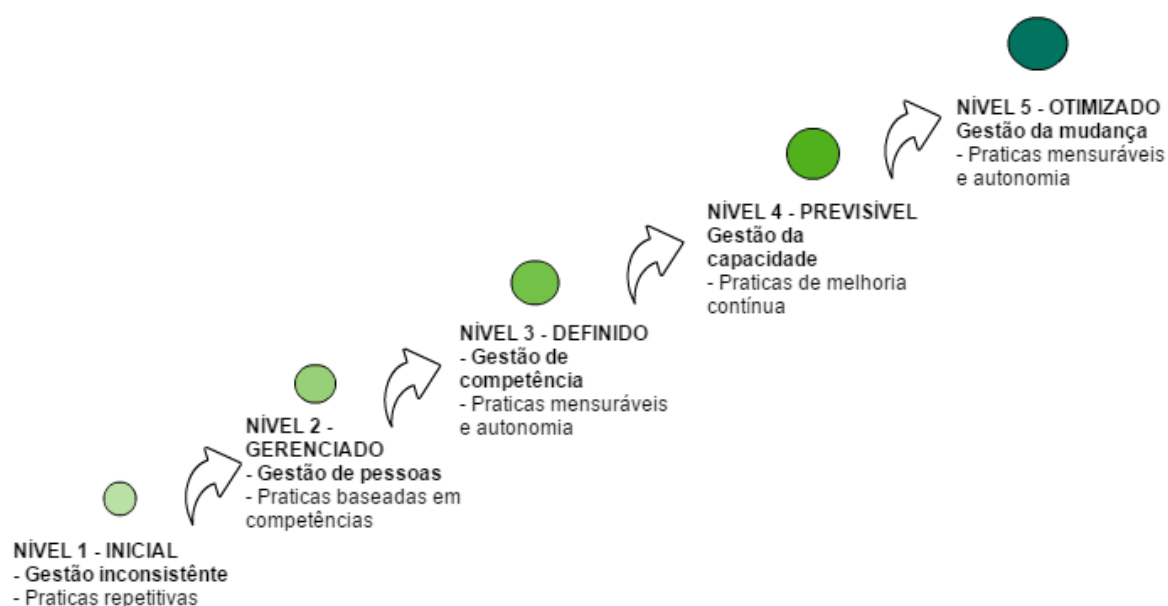 NÍVEL 1 - INICIAL
- Gestão inconsistênte
- Praticas repetitivas
NÍVEL 2 -
GERENCIADO
- Gestão de pessoas
- Praticas baseadas em
competências
NÍVEL 3 - DEFINIDO
- Gestão de
competência
- Praticas mensuráveis
e autonomia
NÍVEL 4 - PREVISÍVEL
Gestão da
capacidade
- Praticas de melhoria
contínua
NÍVEL 5 - OTIMIZADO
Gestão da mudança
- Praticas mensuráveis
e autonomia